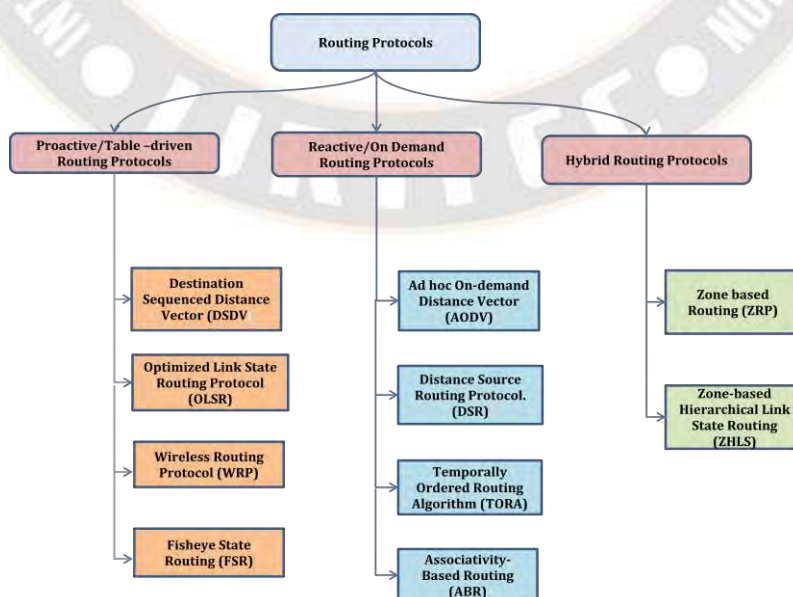 Routing Protocols
Proactive/Table –driven
Routing Protocols
Reactive/On Demand
Routing Protocols
Hybrid Routing Protocols
Destination
Sequenced Distance
Vector (DSDV
Optimized Link State
Routing Protocol
(OLSR)
Wireless Routing
Protocol (WRP)
Fisheye State
Routing (FSR)
Ad hoc On-demand
Distance Vector
(AODV)
Distance Source
Routing Protocol.
(DSR)
Temporally
Ordered Routing
Algorithm (TORA)
Associativity-
Based Routing
(ABR)
Zone based
Routing (ZRP)
Zone-based
Hierarchical Link
State Routing
(ZHLS)